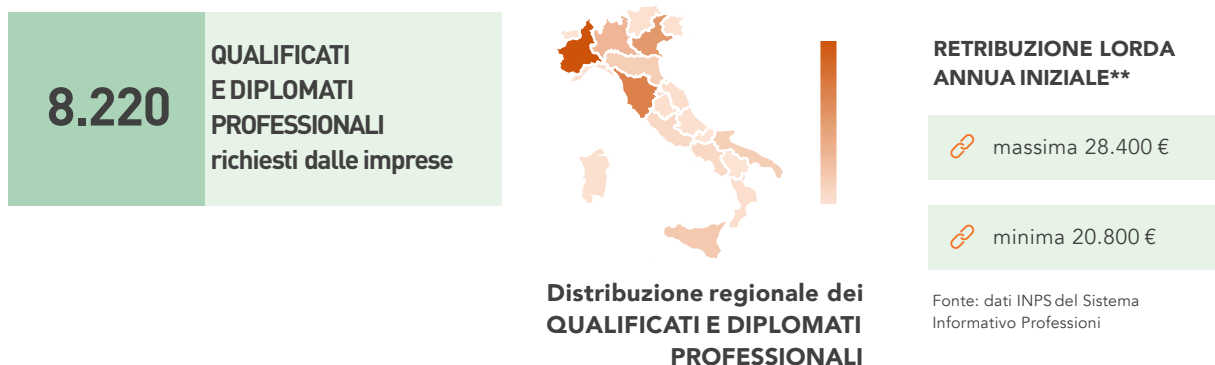 8.220
QUALIFICATI
E DIPLOMATI
PROFESSIONALI
richiesti dalle imprese
Distribuzione regionale dei
QUALIFICATI E DIPLOMATI
PROFESSIONALI
RETRIBUZIONE LORDA
ANNUA INIZIALE**
massima 28.400 €
minima 20.800 €
Fonte: dati INPS del Sistema
Informativo Professioni